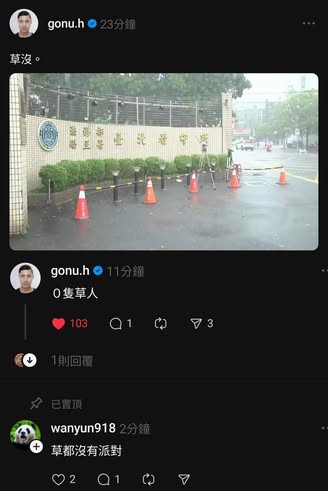 gonu.h 23分鐘
草沒。
法務部
矯正署 臺北看守所
gonu.h 11分鐘
０隻草人
103 1 3
1則回覆
已置頂
wanyun918 2分鐘
草都沒有派對
2 1